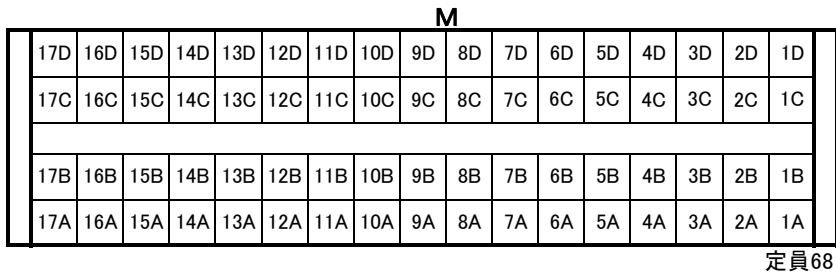 M
17D 16D 15D 14D 13D 12D 11D 10D 9D 8D 7D 6D 5D 4D 3D 2D 1D
17C 16C 15C 14C 13C 12C 11C 10C 9C 8C 7C 6C 5C 4C 3C 2C 1C
17B 16B 15B 14B 13B 12B 11B 10B 9B 8B 7B 6B 5B 4B 3B 2B 1B
17A 16A 15A 14A 13A 12A 11A 10A 9A 8A 7A 6A 5A 4A 3A 2A 1A
定員68